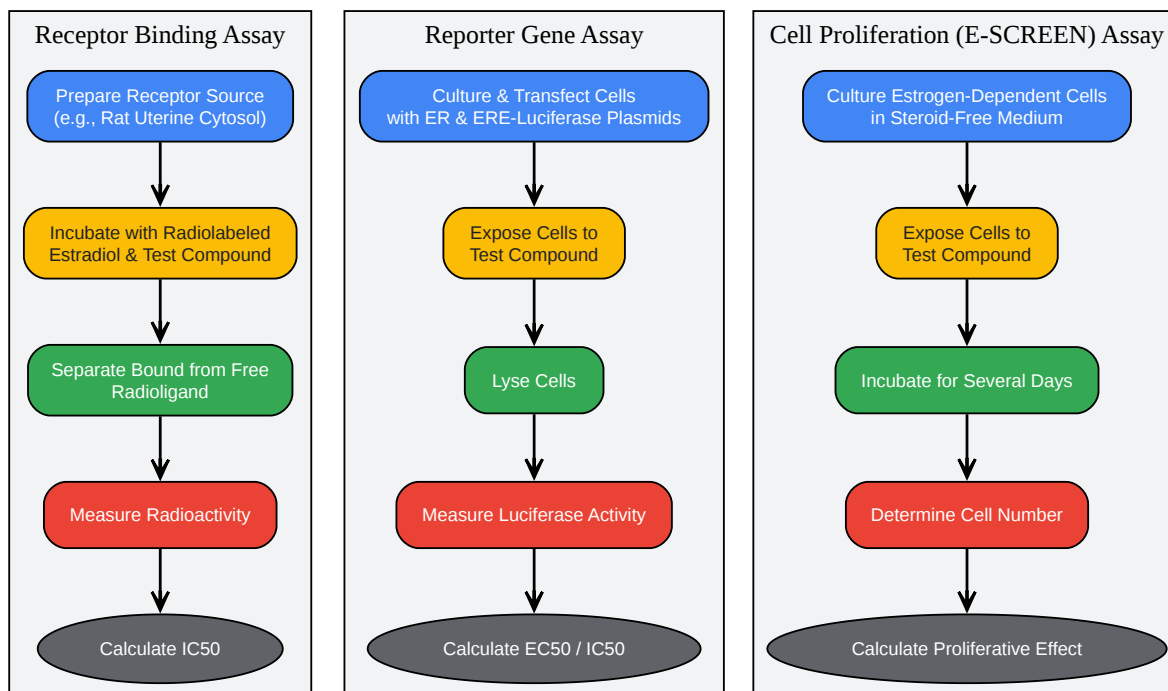 Receptor Binding Assay
Prepare Receptor Source
(e.g., Rat Uterine Cytosol)
Incubate with Radiolabeled
Estradiol & Test Compound
Separate Bound from Free
Radioligand
Measure Radioactivity
Calculate IC50
Reporter Gene Assay
Culture & Transfect Cells
with ER & ERE-Luciferase Plasmids
Expose Cells to
Test Compound
Lyse Cells
Measure Luciferase Activity
Calculate EC50 / IC50
Cell Proliferation (E-SCREEN) Assay
Culture Estrogen-Dependent Cells
in Steroid-Free Medium
Expose Cells to
Test Compound
Incubate for Several Days
Determine Cell Number
Calculate Proliferative Effect